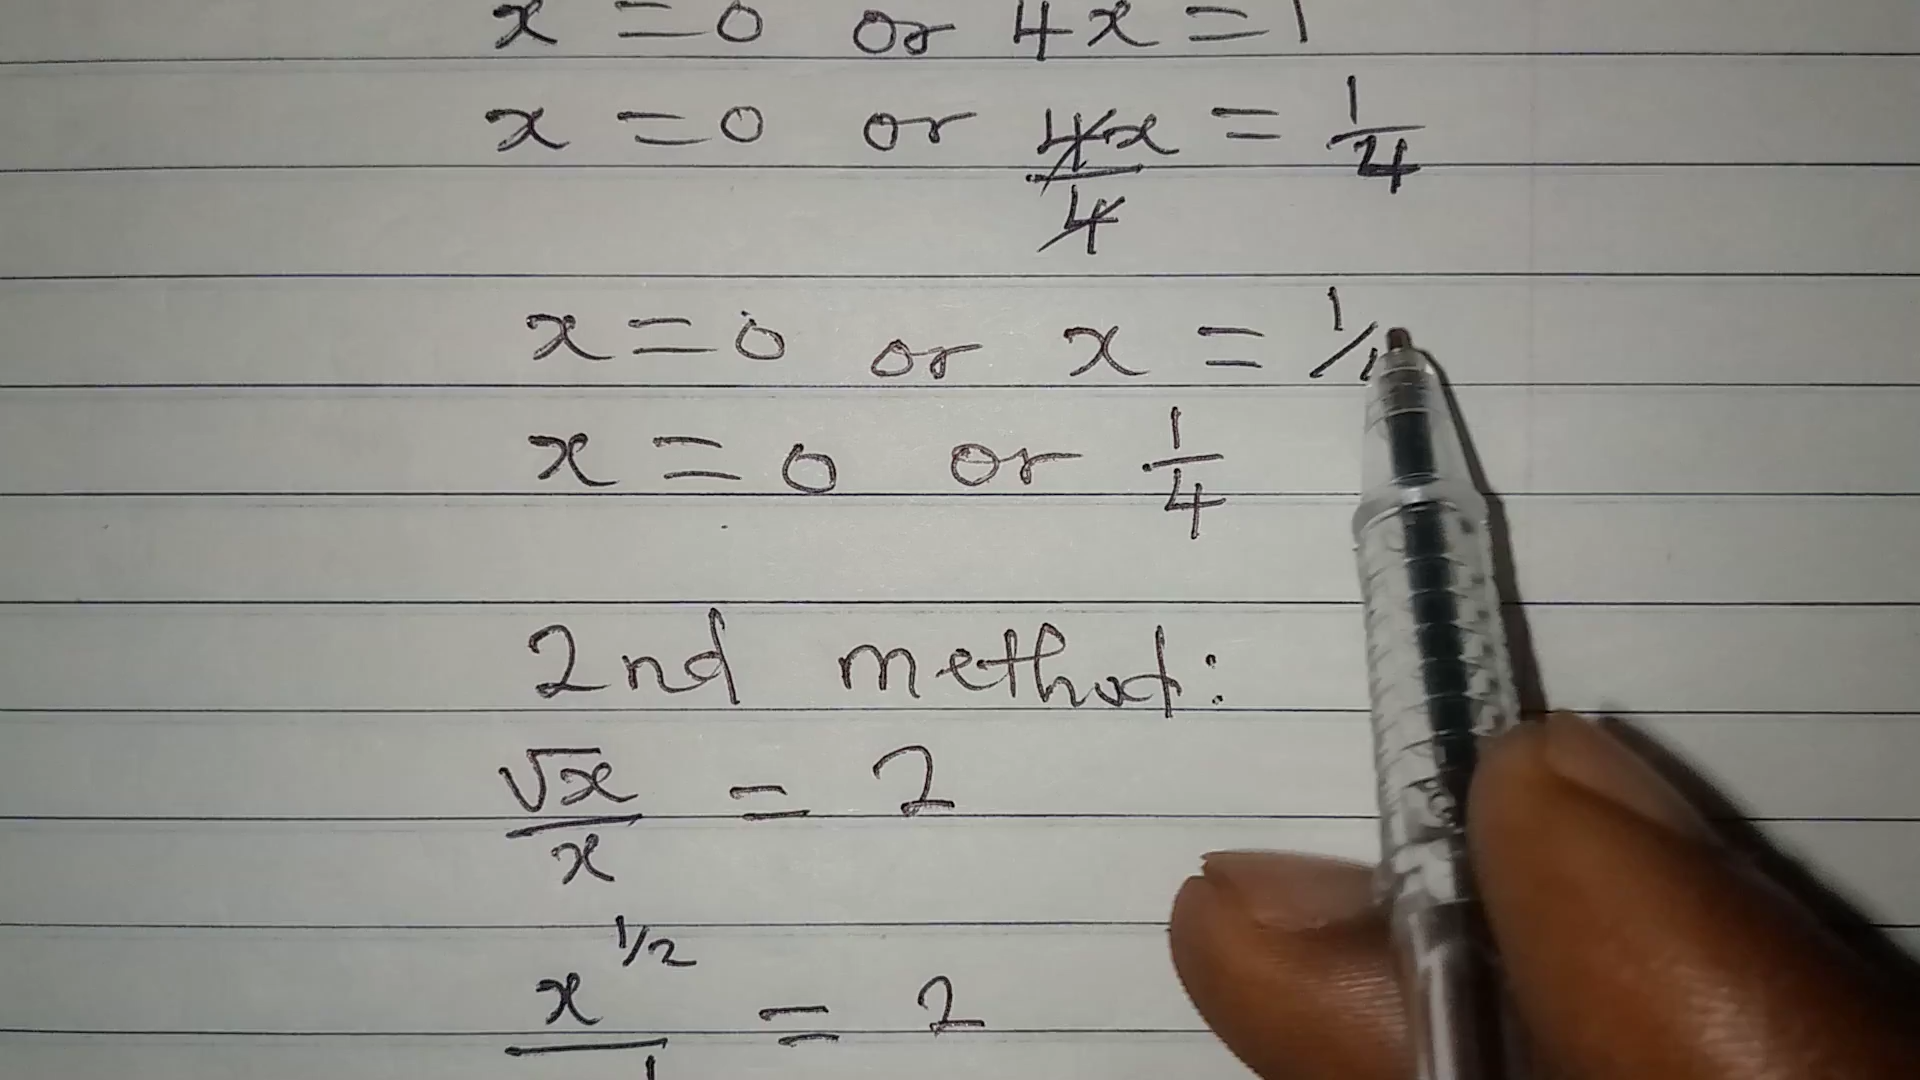 x = 0 or 4x = 1
x = 0 or 4x/4 = 1/4
x = 0 or x = 1/
x = 0 or 1/4
2nd method:
√x/x = 2
x^1/2 / 1 = 2